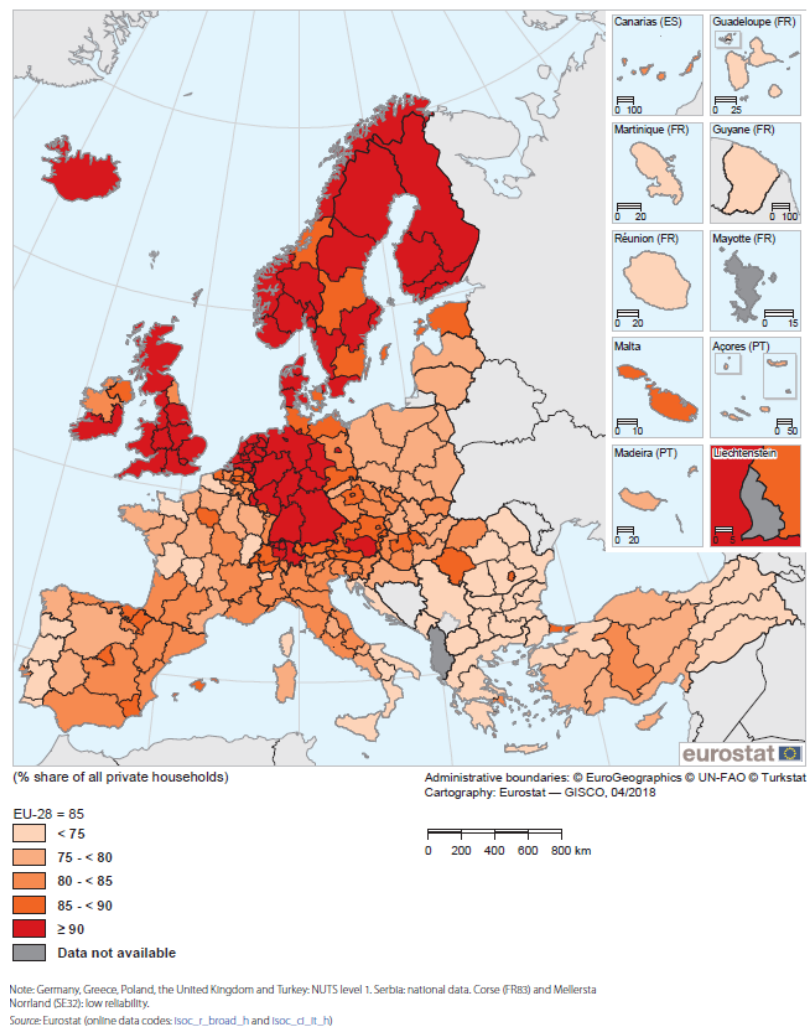 Canarias (ES)
0 100
Guadeloupe (FR)
0 25
Martinique (FR)
0 20
Guyane (FR)
0 100
Réunion (FR)
0 20
Mayotte (FR)
0 15
Malta
0 10
Açores (PT)
0 50
Madeira (PT)
0 20
Liechtenstein
0 5
eurostat
(% share of all private households)
Administrative boundaries: © EuroGeographics © UN-FAO © Turkstat
Cartography: Eurostat — GISCO, 04/2018
EU-28 = 85
< 75
75 - < 80
80 - < 85
85 - < 90
≥ 90
Data not available
0 200 400 600 800 km
Note: Germany, Greece, Poland, the United Kingdom and Turkey: NUTS level 1. Serbia: national data. Corse (FR83) and Mellersta
Norrland (SE32): low reliability.
Source: Eurostat (online data codes: isoc_r_broad_h and isoc_ci_it_h)